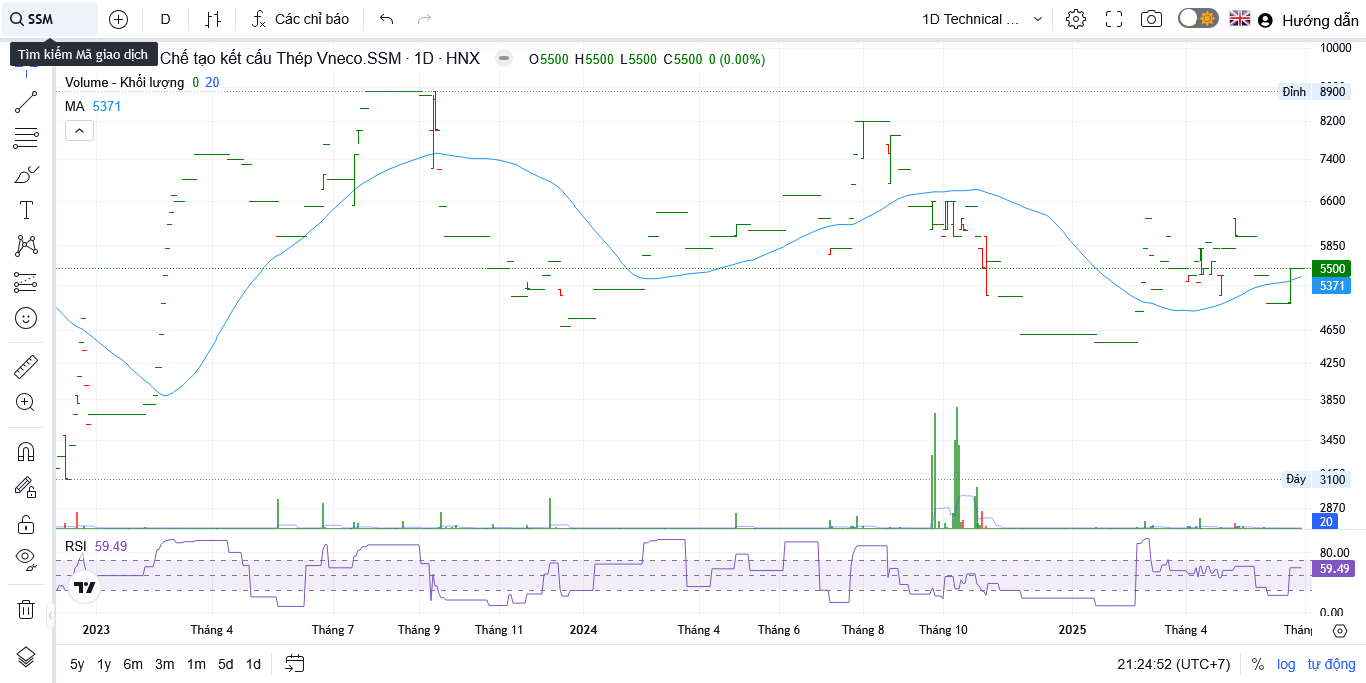 SSM
D
Các chỉ báo
1D Technical ...
Hướng dẫn
Tìm kiếm Mã giao dịch
Chế tạo kết cấu Thép Vneco.SSM · 1D · HNX
O5500 H5500 L5500 C5500 0 (0.00%)
Volume - Khối lượng 0 20
MA 5371
10000
Đỉnh 8900
8200
7400
6600
5850
5500
5371
4650
4250
3850
3450
Đáy 3100
2870
20
RSI 59.49
80.00
59.49
0.00
2023 Tháng 4 Tháng 7 Tháng 9 Tháng 11 2024 Tháng 4 Tháng 6 Tháng 8 Tháng 10 2025 Tháng 4
5y 1y 6m 3m 1m 5d 1d
21:24:52 (UTC+7) % log tự động